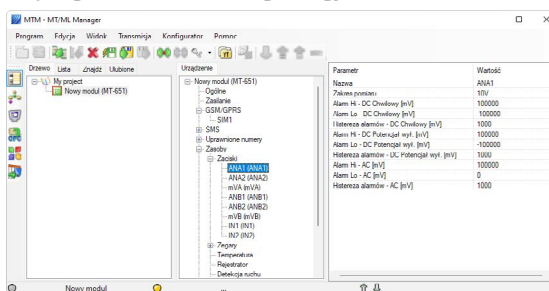 MTM - MT/ML Manager
Program Edycja Widok Transmisja Konfigurator Pomoc
Drzewo Lista Znajdź Ulubione
My project
Nowy moduł (MT-651)
Urządzenie
Nowy moduł (MT-651)
Ogólne
Zasilanie
GSM/GPRS
SIM1
SMS
Uprawnione numery
Zasoby
Zaciski
ANA1 (ANA1)
ANA2 (ANA2)
mVA (mVA)
ANB1 (ANB1)
ANB2 (ANB2)
mVB (mVB)
IN1 (IN1)
IN2 (IN2)
Zegary
Temperatura
Rejestrator
Detekcja ruchu
Parametr Wartość
Nazwa ANA1
Zakres pomiaru 10V
Alarm Hi - DC Chwilowy [mV] 100000
Alarm Lo - DC Chwilowy [mV] -100000
Histereza alarmów - DC Chwilowy [mV] 1000
Alarm Hi - DC Potencjał wył. [mV] 100000
Alarm Lo - DC Potencjał wył. [mV] -100000
Histereza alarmów - DC Potencjał wył. [mV] 1000
Alarm Hi - AC [mV] 100000
Alarm Lo - AC [mV] 0
Histereza alarmów - AC [mV] 1000
Nowy moduł ...